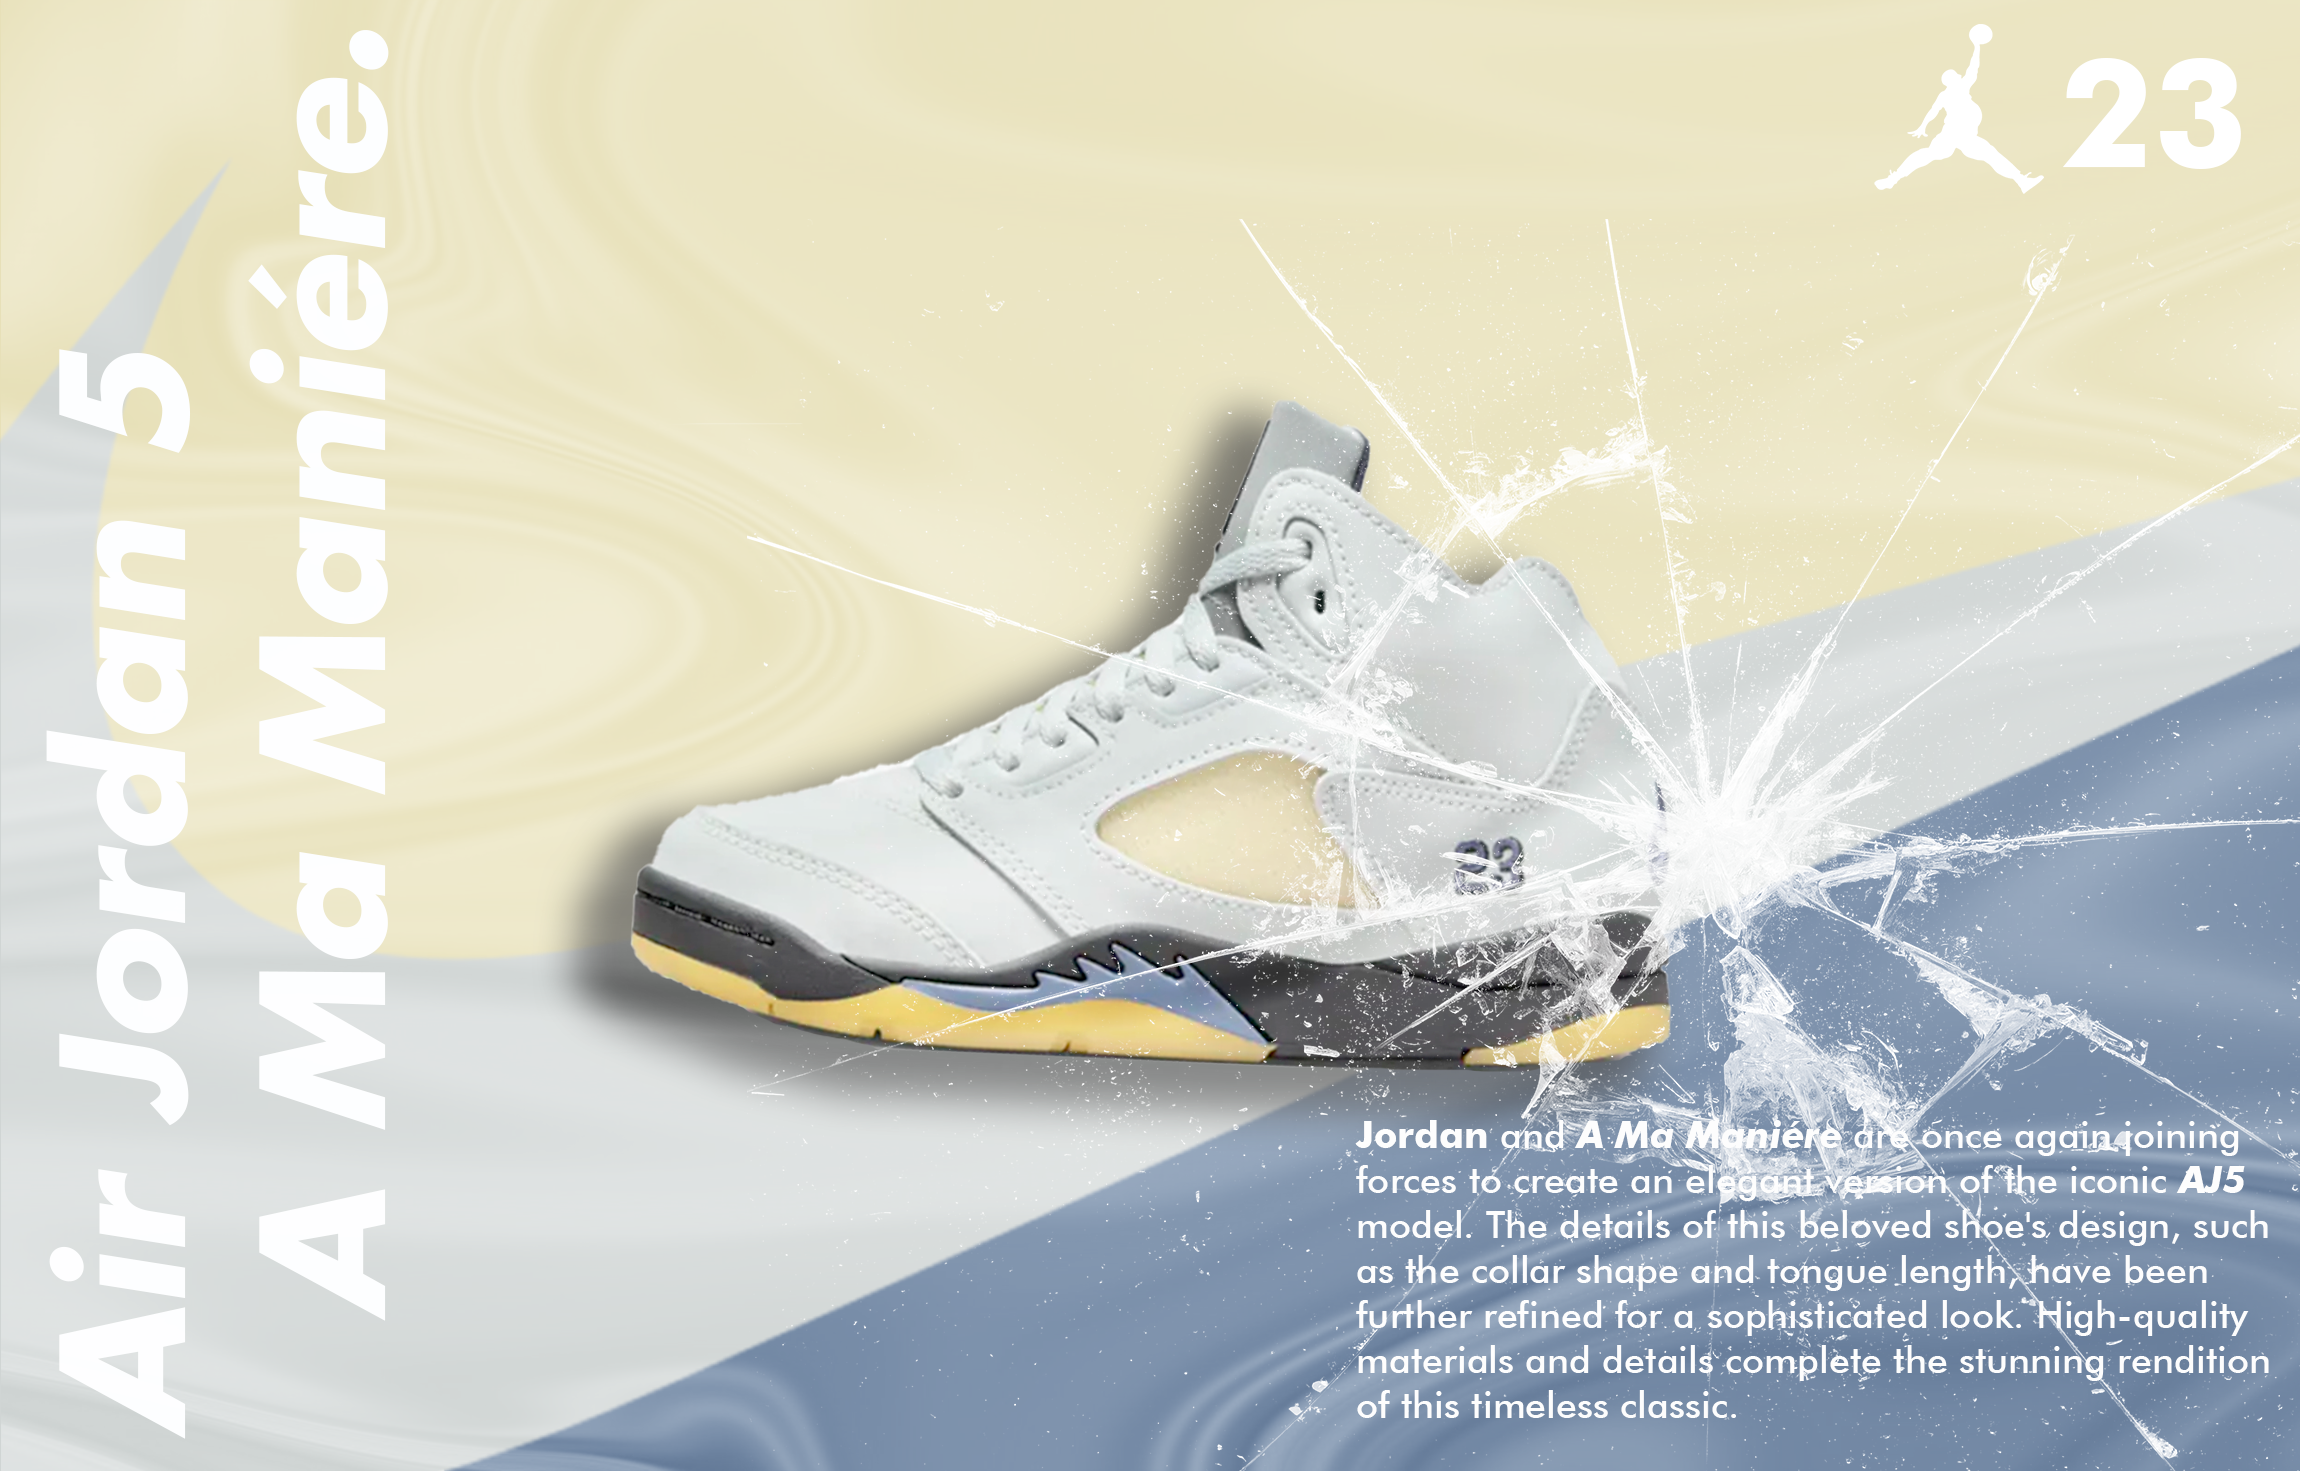 Air Jordan 5
A Ma Maniére.
23
23
Jordan and A Ma Maniére are once again joining
forces to create an elegant version of the iconic AJ5
model. The details of this beloved shoe's design, such
as the collar shape and tongue length, have been
further refined for a sophisticated look. High-quality
materials and details complete the stunning rendition
of this timeless classic.